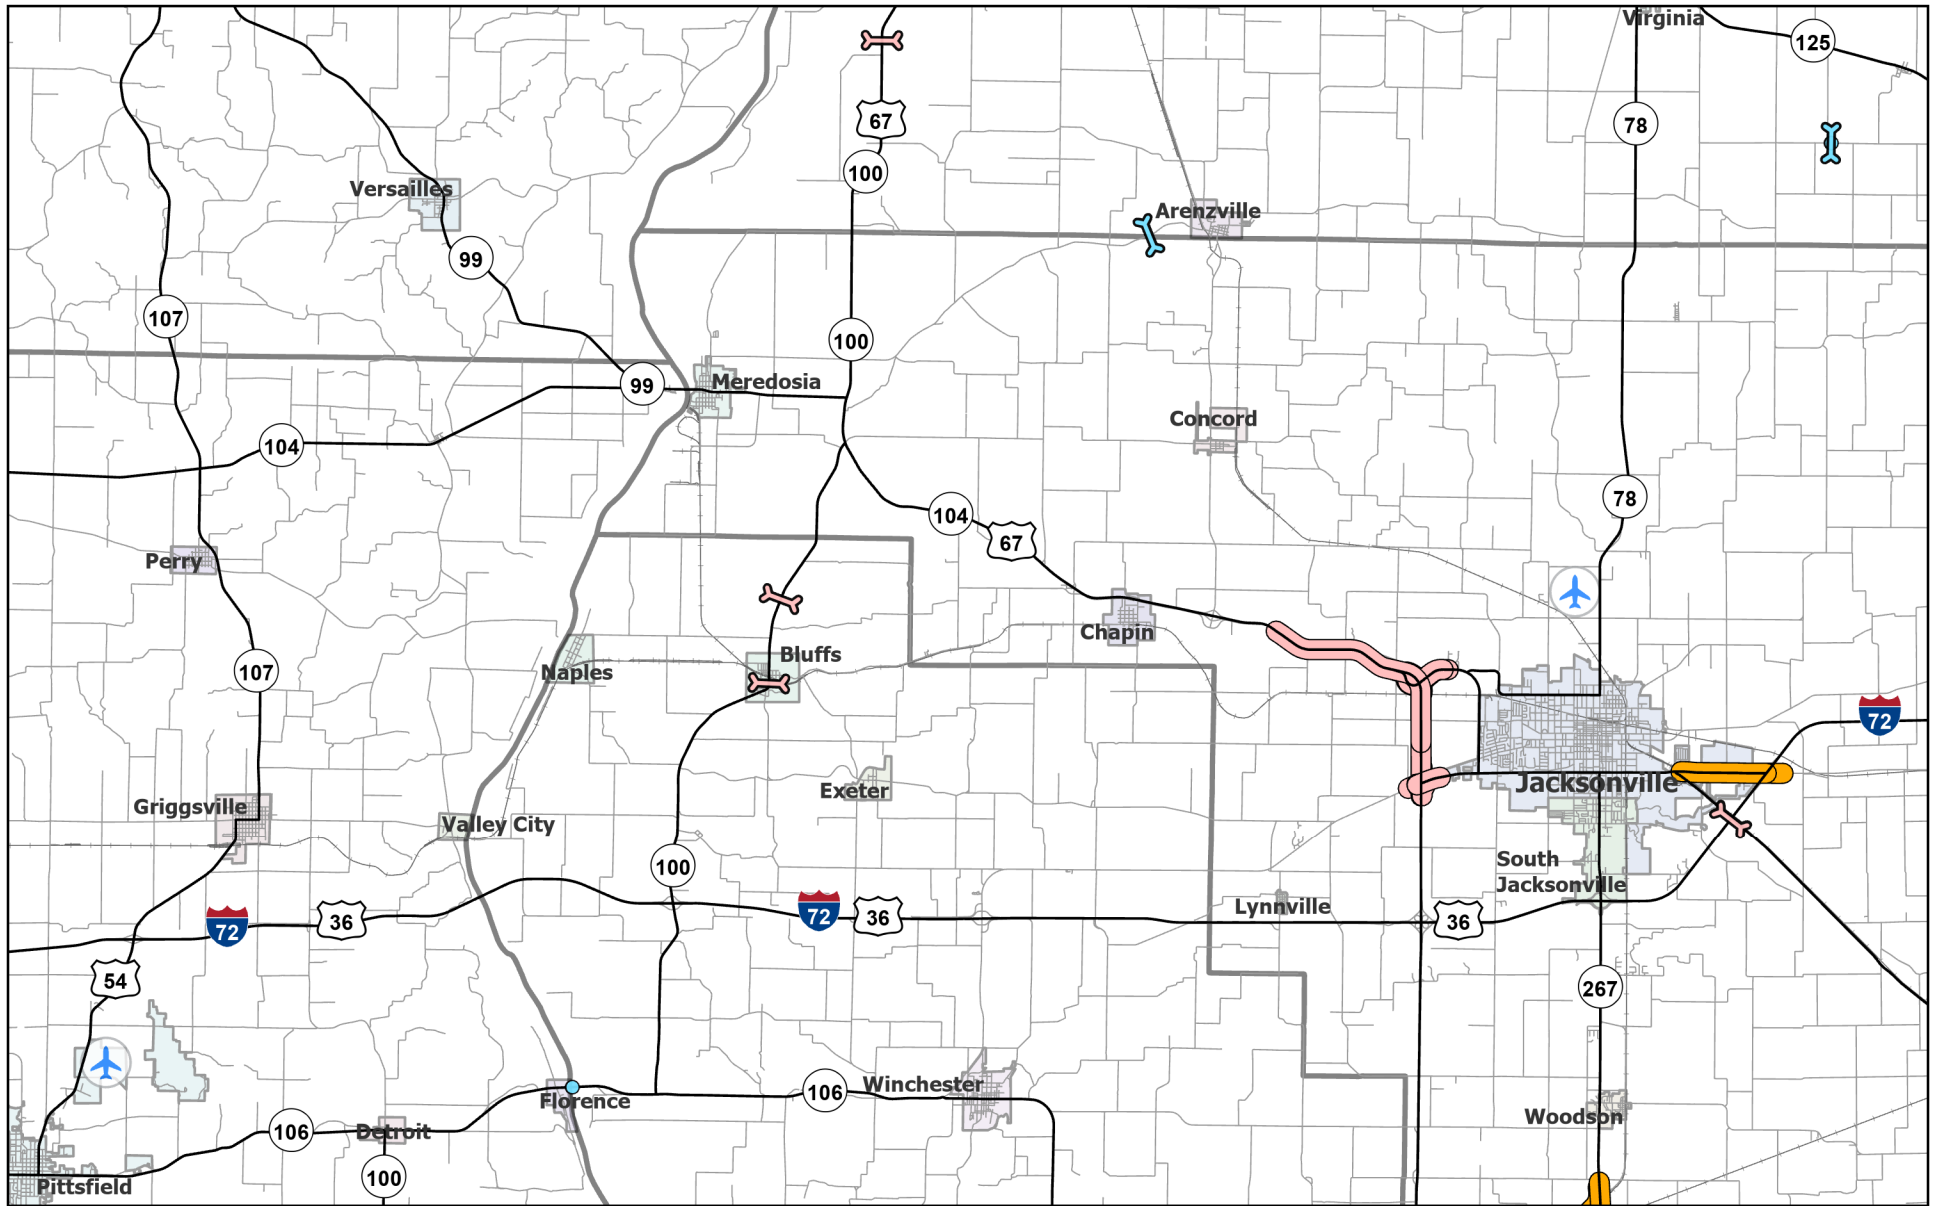 Virginia
125
67
78
100
Versailles
Arenzville
99
107
100
99
Meredosia
Concord
104
78
104
67
Perry
Chapin
Bluffs
Naples
107
72
Jacksonville
Exeter
Griggsville
Valley City
South
Jacksonville
100
Lynnville
72
36
72
36
36
54
267
Winchester
106
Florence
Woodson
106
Detroit
100
Pittsfield